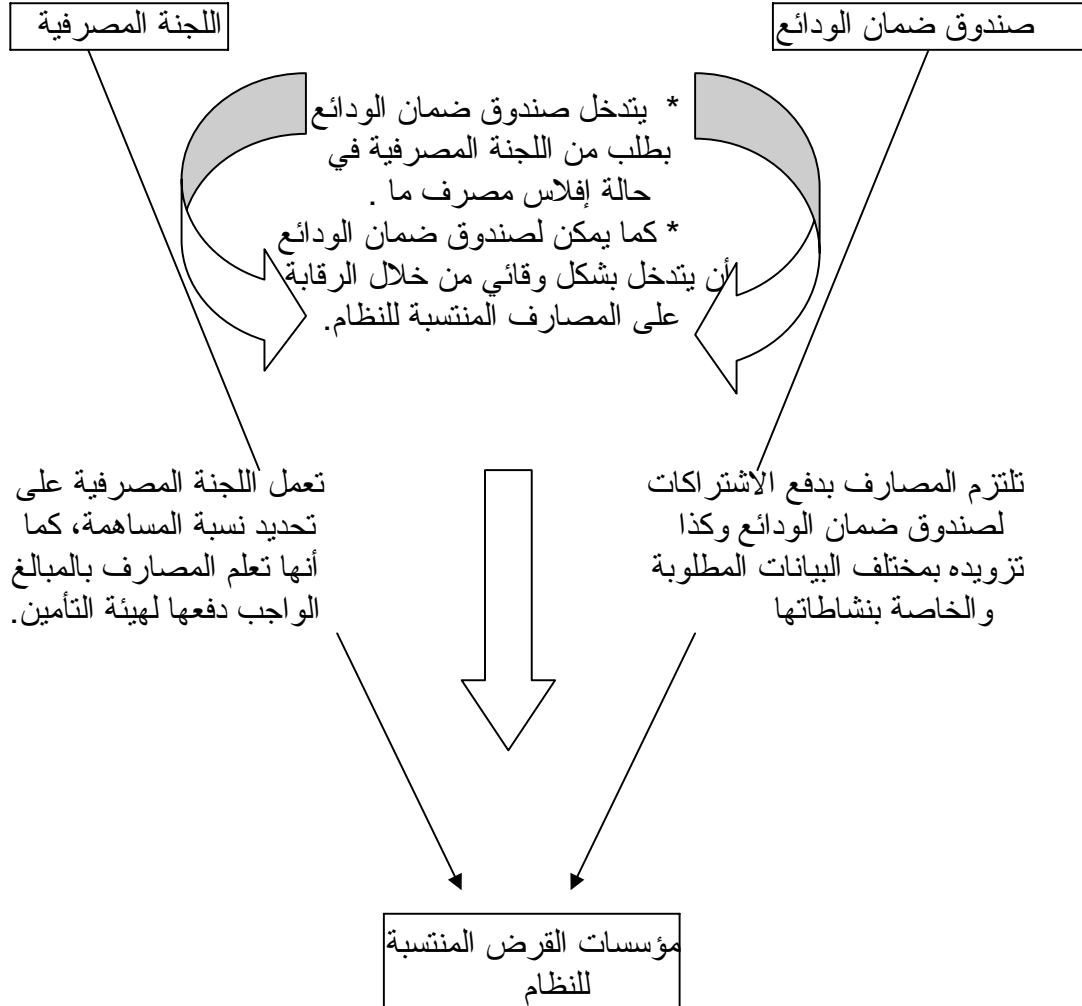 صندوق ضمان الودائع
اللجنة المصرفية
* يتدخل صندوق ضمان الودائع
بطلب من اللجنة المصرفية في
حالة إفلاس مصرف ما .
* كما يمكن لصندوق ضمان الودائع
أن يتدخل بشكل وقائي من خلال الرقابة
على المصارف المنتسبة للنظام.
تلتزم المصارف بدفع الاشتراكات
لصندوق ضمان الودائع وكذا
تزويده بمختلف البيانات المطلوبة
والخاصة بنشاطاتها
تعمل اللجنة المصرفية على
تحديد نسبة المساهمة، كما
أنها تعلم المصارف بالمبالغ
الواجب دفعها لهيئة التأمين.
مؤسسات القرض المنتسبة
للنظام